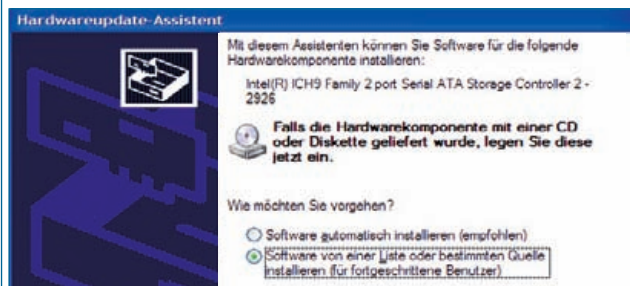 Hardwareupdate-Assistent
Mit diesem Assistenten können Sie Software für die folgende
Hardwarekomponente installieren:
Intel(R) ICH9 Family 2 port Serial ATA Storage Controller 2 -
2926
Falls die Hardwarekomponente mit einer CD
oder Diskette geliefert wurde, legen Sie diese
jetzt ein.
Wie möchten Sie vorgehen?
Software automatisch installieren (empfohlen)
Software von einer Liste oder bestimmten Quelle
installieren (für fortgeschrittene Benutzer)